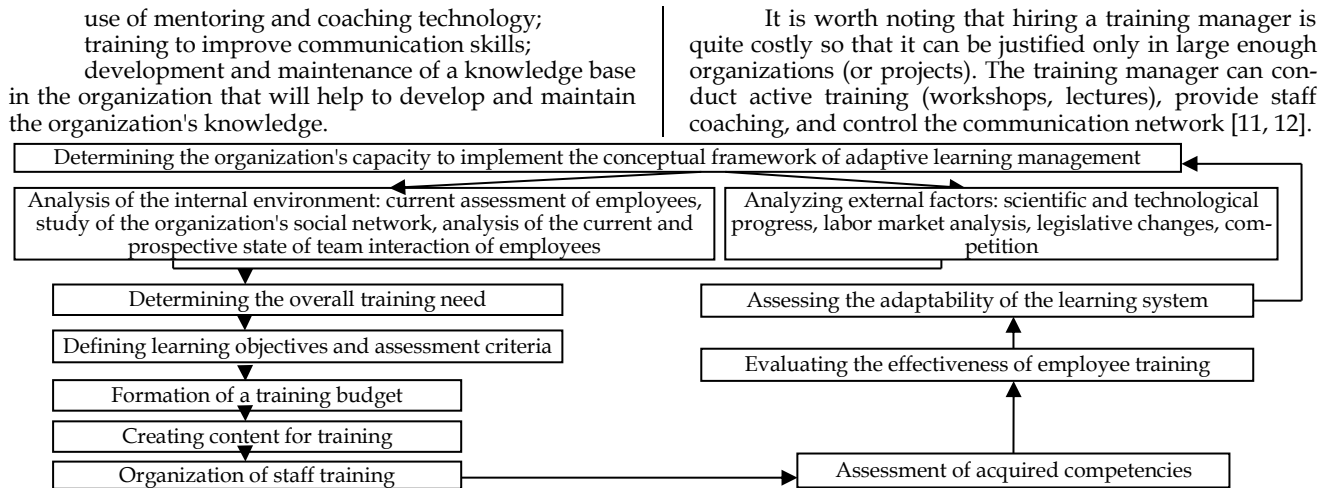 use of mentoring and coaching technology;
training to improve communication skills;
development and maintenance of a knowledge base
in the organization that will help to develop and maintain
the organization's knowledge.
It is worth noting that hiring a training manager is
quite costly so that it can be justified only in large enough
organizations (or projects). The training manager can con-
duct active training (workshops, lectures), provide staff
coaching, and control the communication network [11, 12].
Determining the organization's capacity to implement the conceptual framework of adaptive learning management
Analysis of the internal environment: current assessment of employees,
study of the organization's social network, analysis of the current and
prospective state of team interaction of employees
Analyzing external factors: scientific and technological
progress, labor market analysis, legislative changes, com-
petition
Determining the overall training need
Defining learning objectives and assessment criteria
Formation of a training budget
Creating content for training
Organization of staff training
Assessment of acquired competencies
Evaluating the effectiveness of employee training
Assessing the adaptability of the learning system